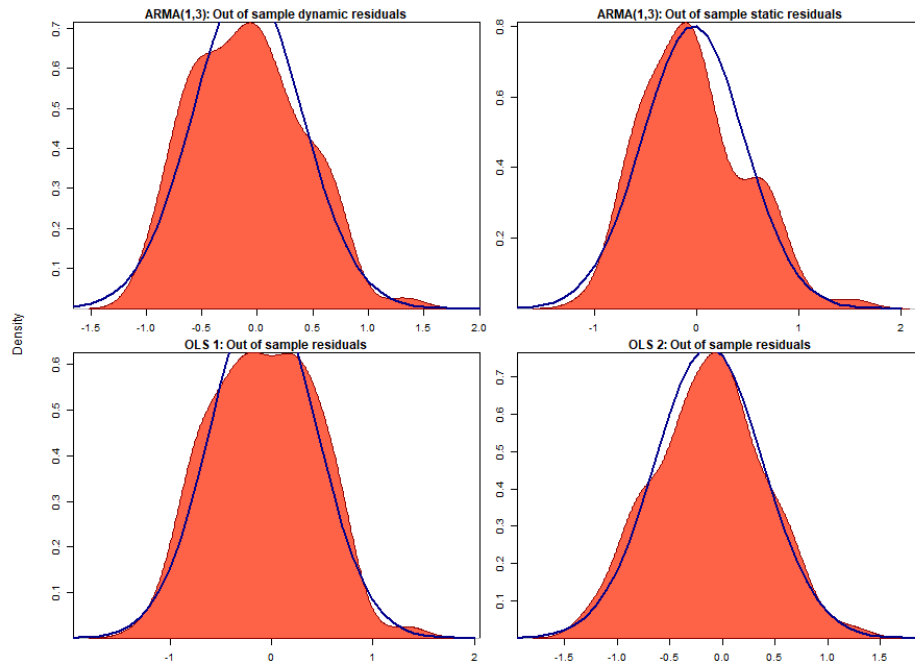 ARMA(1,3): Out of sample dynamic residuals
ARMA(1,3): Out of sample static residuals
0.7
0.6
0.5
0.4
0.3
0.2
0.1
-1.5 -1.0 -0.5 0.0 0.5 1.0 1.5 2.0
0.8
0.6
0.4
0.2
-1 0 1 2
Density
OLS 1: Out of sample residuals
OLS 2: Out of sample residuals
0.6
0.5
0.4
0.3
0.2
0.1
-1 0 1 2
0.7
0.6
0.5
0.4
0.3
0.2
0.1
-1.5 -1.0 -0.5 0.0 0.5 1.0 1.5